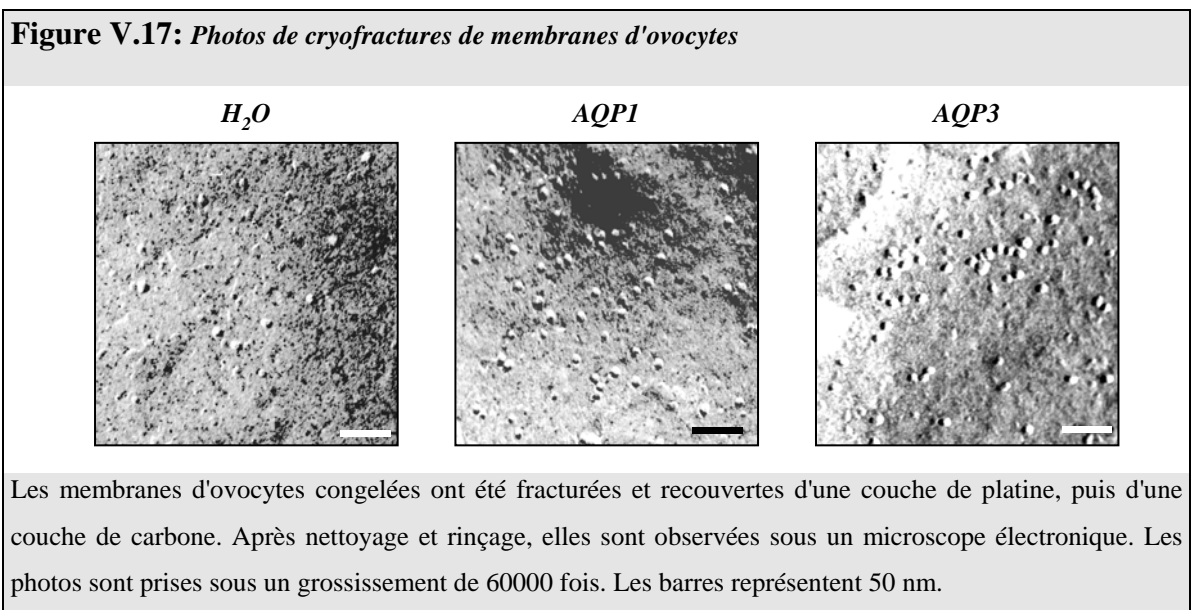 Figure V.17: Photos de cryofractures de membranes d'ovocytes
H2O AQP1 AQP3
Les membranes d'ovocytes congelées ont été fracturées et recouvertes d'une couche de platine, puis d'une
couche de carbone. Après nettoyage et rinçage, elles sont observées sous un microscope électronique. Les
photos sont prises sous un grossissement de 60000 fois. Les barres représentent 50 nm.